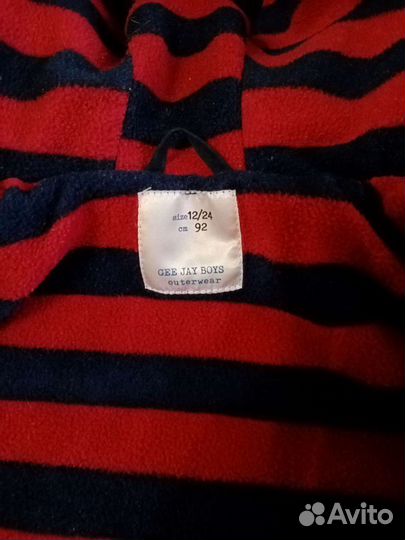 size 12/24
cm 92
GEE JAY BOYS
outerwear
Avito